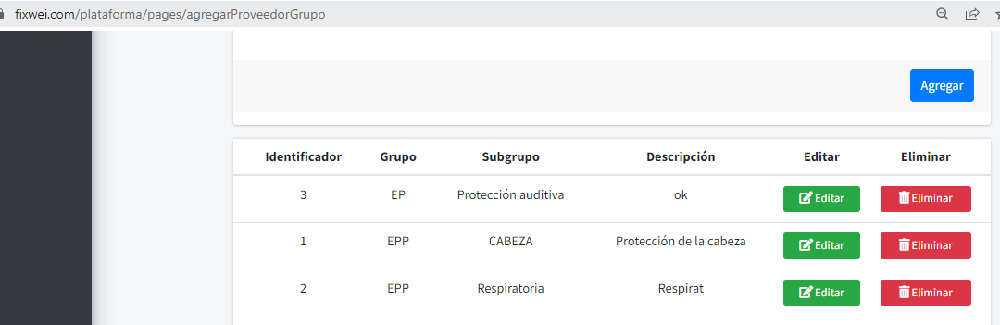 fixwei.com/plataforma/pages/agregarProveedorGrupo
Agregar
Identificador Grupo Subgrupo Descripción Editar Eliminar
3 EP Protección auditiva ok Editar Eliminar
1 EPP CABEZA Protección de la cabeza Editar Eliminar
2 EPP Respiratoria Respirat Editar Eliminar